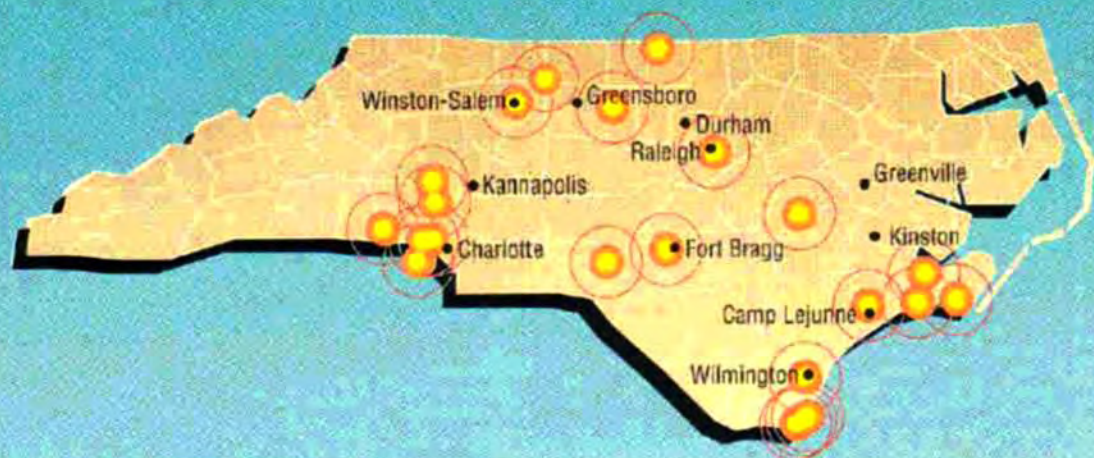 Winston-Salem
Greensboro
Durham
Raleigh
Kannapolis
Greenville
Charlotte
Fort Bragg
Kinston
Camp Lejunne
Wilmington